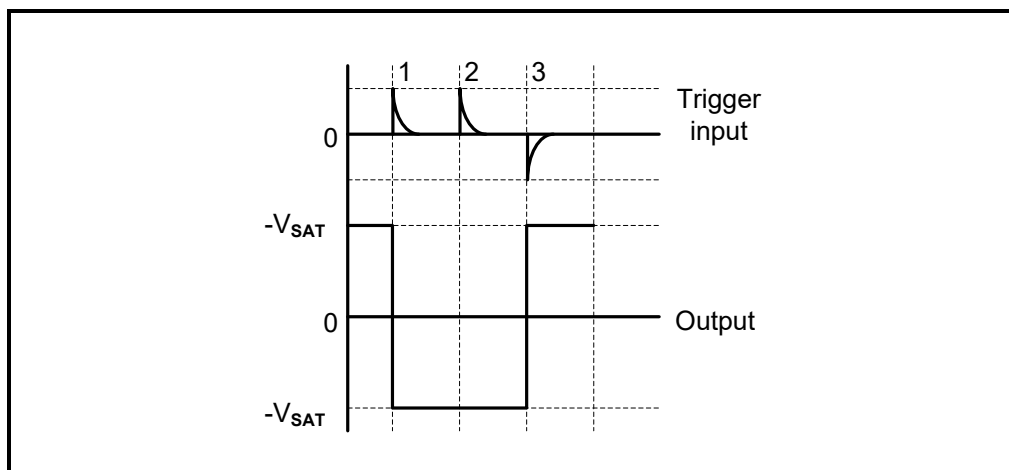 1 2 3
Trigger
input
0
-VSAT
0
Output
-VSAT